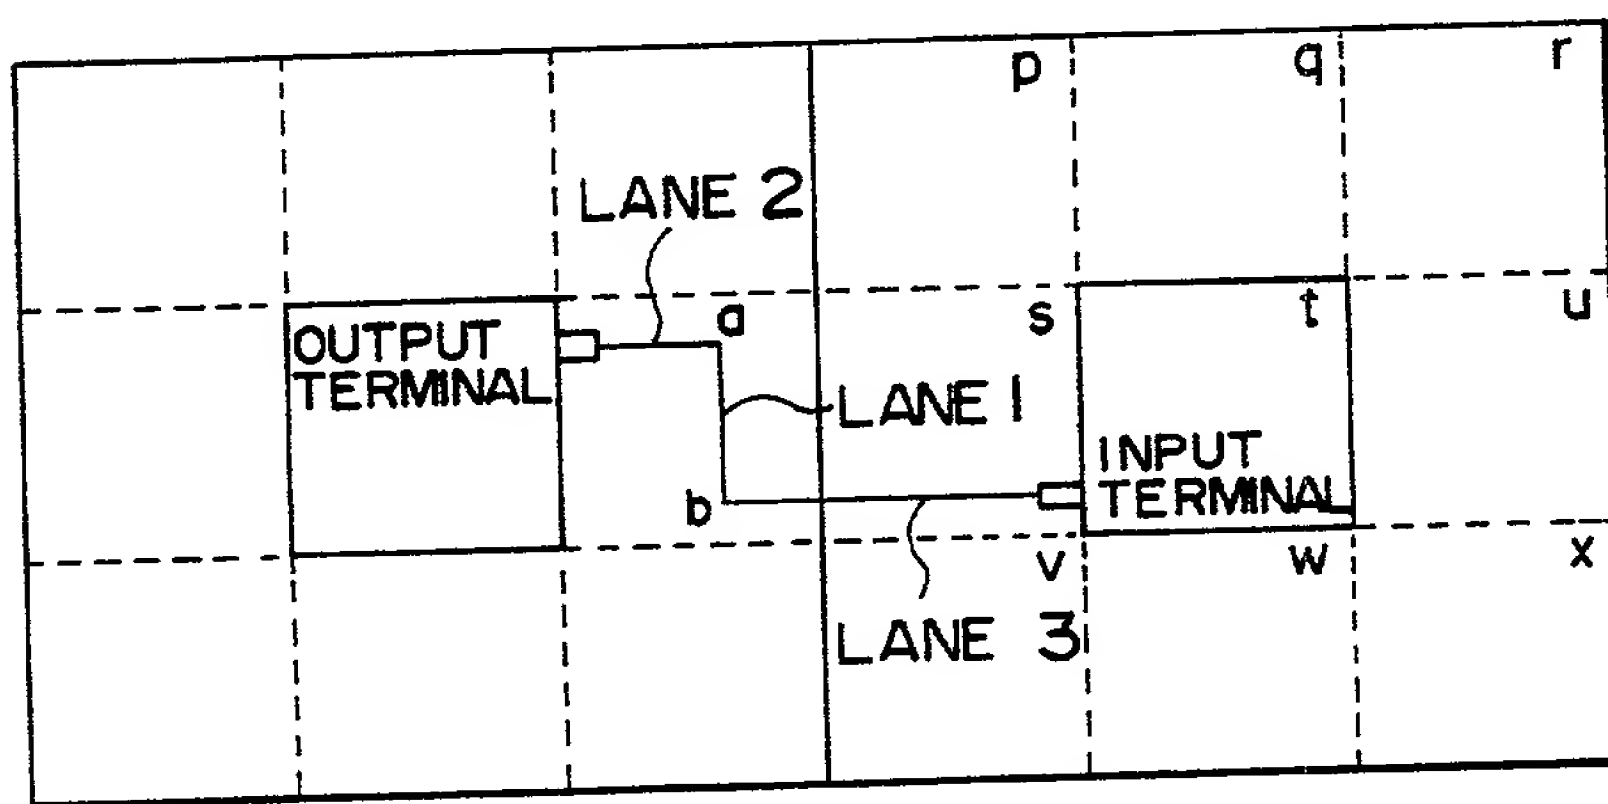 p
q
r
LANE 2
a
s
t
u
OUTPUT
TERMINAL
LANE 1
INPUT
TERMINAL
b
v
w
x
LANE 3